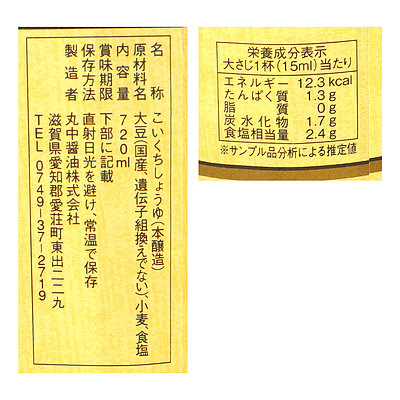 名称 こいくちしょうゆ(本醸造)
原材料名 大豆(国産、遺伝子組換えでない)、小麦、食塩
内容量 720ml
賞味期限 下部に記載
保存方法 直射日光を避け、常温で保存
製造者 丸中醤油株式会社
滋賀県愛知郡愛荘町東出二二九
TEL 0749-37-2719
栄養成分表示
大さじ1杯(15ml)当たり
エネルギー 12.3kcal
たんぱく質 1.3g
脂質 0g
炭水化物 1.7g
食塩相当量 2.4g
※サンプル品分析による推定値